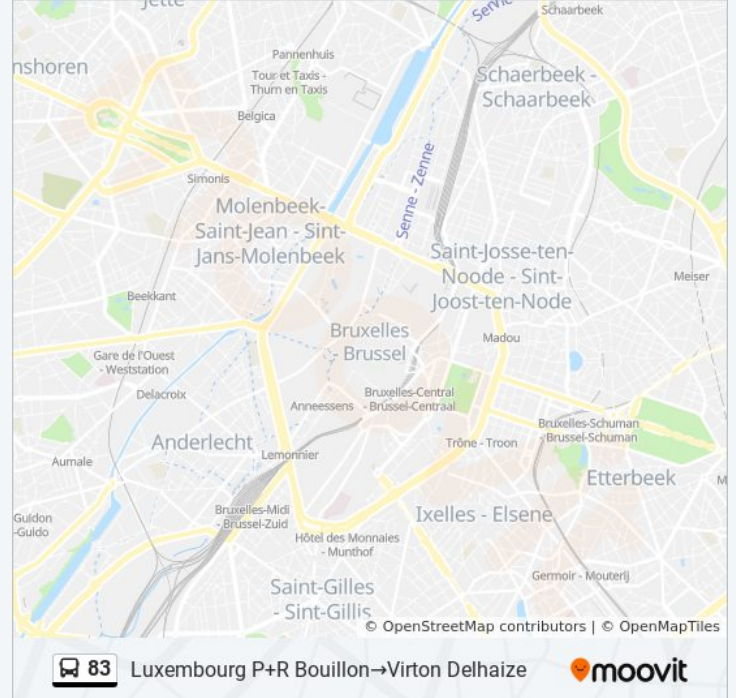 Jette
Servi
Schaarbeek
Pannenhuis
nshoren
Tour et Taxis -
Thurn en Taxis
Schaerbeek -
Schaarbeek
Belgica
Senne - Zenne
Simonis
Molenbeek-
Saint-Jean - Sint-
Jans-Molenbeek
Saint-Josse-ten-
Noode - Sint-
Joost-ten-Node
Meiser
Beekkant
Bruxelles
- Brussel
Madou
Gare de l'Ouest
- Weststation
Delacroix
Bruxelles-Central
- Brussel-Centraal
Anneessens
Bruxelles-Schuman
- Brussel-Schuman
Anderlecht
Trône - Troon
Lemonnier
Aumale
Etterbeek
M
Bruxelles-Midi
- Brussel-Zuid
Ixelles - Elsene
Guidon
-Guido
Hôtel des Monnaies
- Munthof
Germoir - Mouterij
Saint-Gilles
- Sint-Gillis
© OpenStreetMap contributors | © OpenMapTiles
83 Luxembourg P+R Bouillon→Virton Delhaize moovit